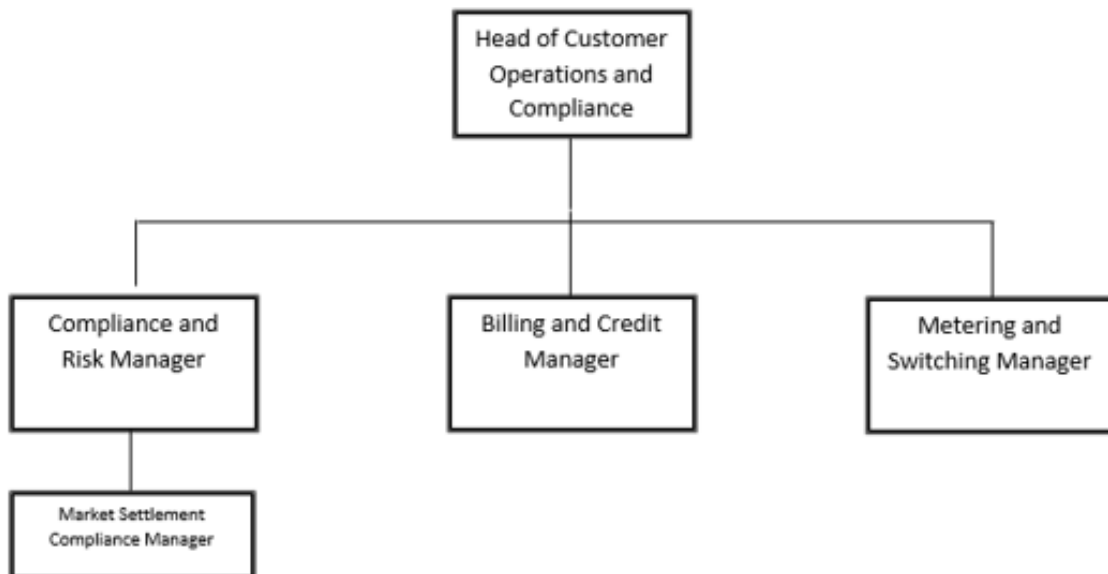 Head of Customer
Operations and
Compliance
Compliance and
Risk Manager
Billing and Credit
Manager
Metering and
Switching Manager
Market Settlement
Compliance Manager